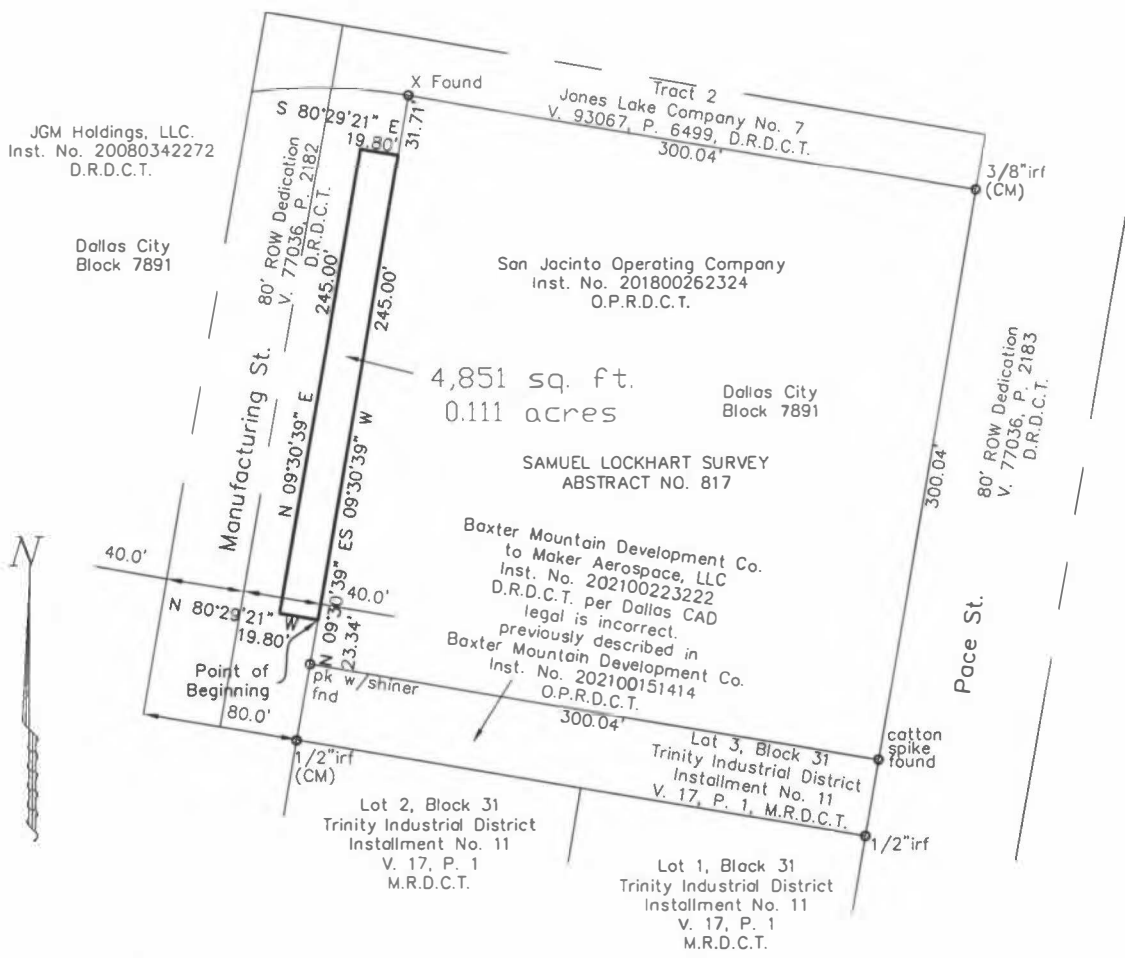 X Found
Tract 2
Jones Lake Company No. 7
V. 93067, P. 6499, D.R.D.C.T.
300.04'
S 80°29'21" E
19.80'
31.71'
JGM Holdings, LLC.
Inst. No. 20080342272
D.R.D.C.T.
3/8"irf
(CM)
Dallas City
Block 7891
80' ROW Dedication
V. 77036, P. 2182
D.R.D.C.T.
San Jacinto Operating Company
Inst. No. 201800262324
O.P.R.D.C.T.
245.00'
245.00'
4,851 sq. ft.
0.111 acres
Dallas City
Block 7891
80' ROW Dedication
V. 77036, P. 2183
D.R.D.C.T.
SAMUEL LOCKHART SURVEY
ABSTRACT NO. 817
300.04'
Manufacturing St.
N 09°30'39" E
S 09°30'39" W
N
40.0'
40.0'
N 80°29'21" W
19.80'
N 09°30'39" E
23.34'
Baxter Mountain Development Co.
to Maker Aerospace, LLC
Inst. No. 202100223222
D.R.D.C.T. per Dallas CAD
legal is incorrect.
previously described in
Baxter Mountain Development Co.
Inst. No. 202100151414
O.P.R.D.C.T.
Pace St.
Point of
Beginning
pk w/shiner
fnd
80.0'
300.04'
catton
spike
found
1/2"irf
(CM)
Lot 3, Block 31
Trinity Industrial District
Installment No. 11
V. 17, P. 1, M.R.D.C.T.
1/2"irf
Lot 2, Block 31
Trinity Industrial District
Installment No. 11
V. 17, P. 1
M.R.D.C.T.
Lot 1, Block 31
Trinity Industrial District
Installment No. 11
V. 17, P. 1
M.R.D.C.T.